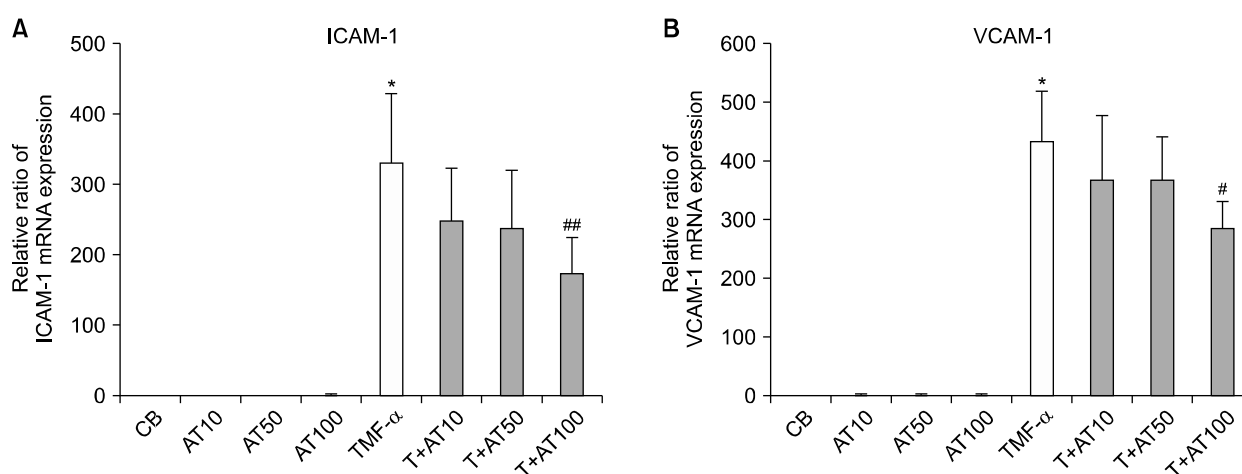 A
ICAM-1
Relative ratio of
ICAM-1 mRNA expression
500
400
300
200
100
0
*
##
CB
AT10
AT50
AT100
TMF-α
T+AT10
T+AT50
T+AT100
B
VCAM-1
Relative ratio of
VCAM-1 mRNA expression
600
500
400
300
200
100
0
*
#
CB
AT10
AT50
AT100
TMF-α
T+AT10
T+AT50
T+AT100